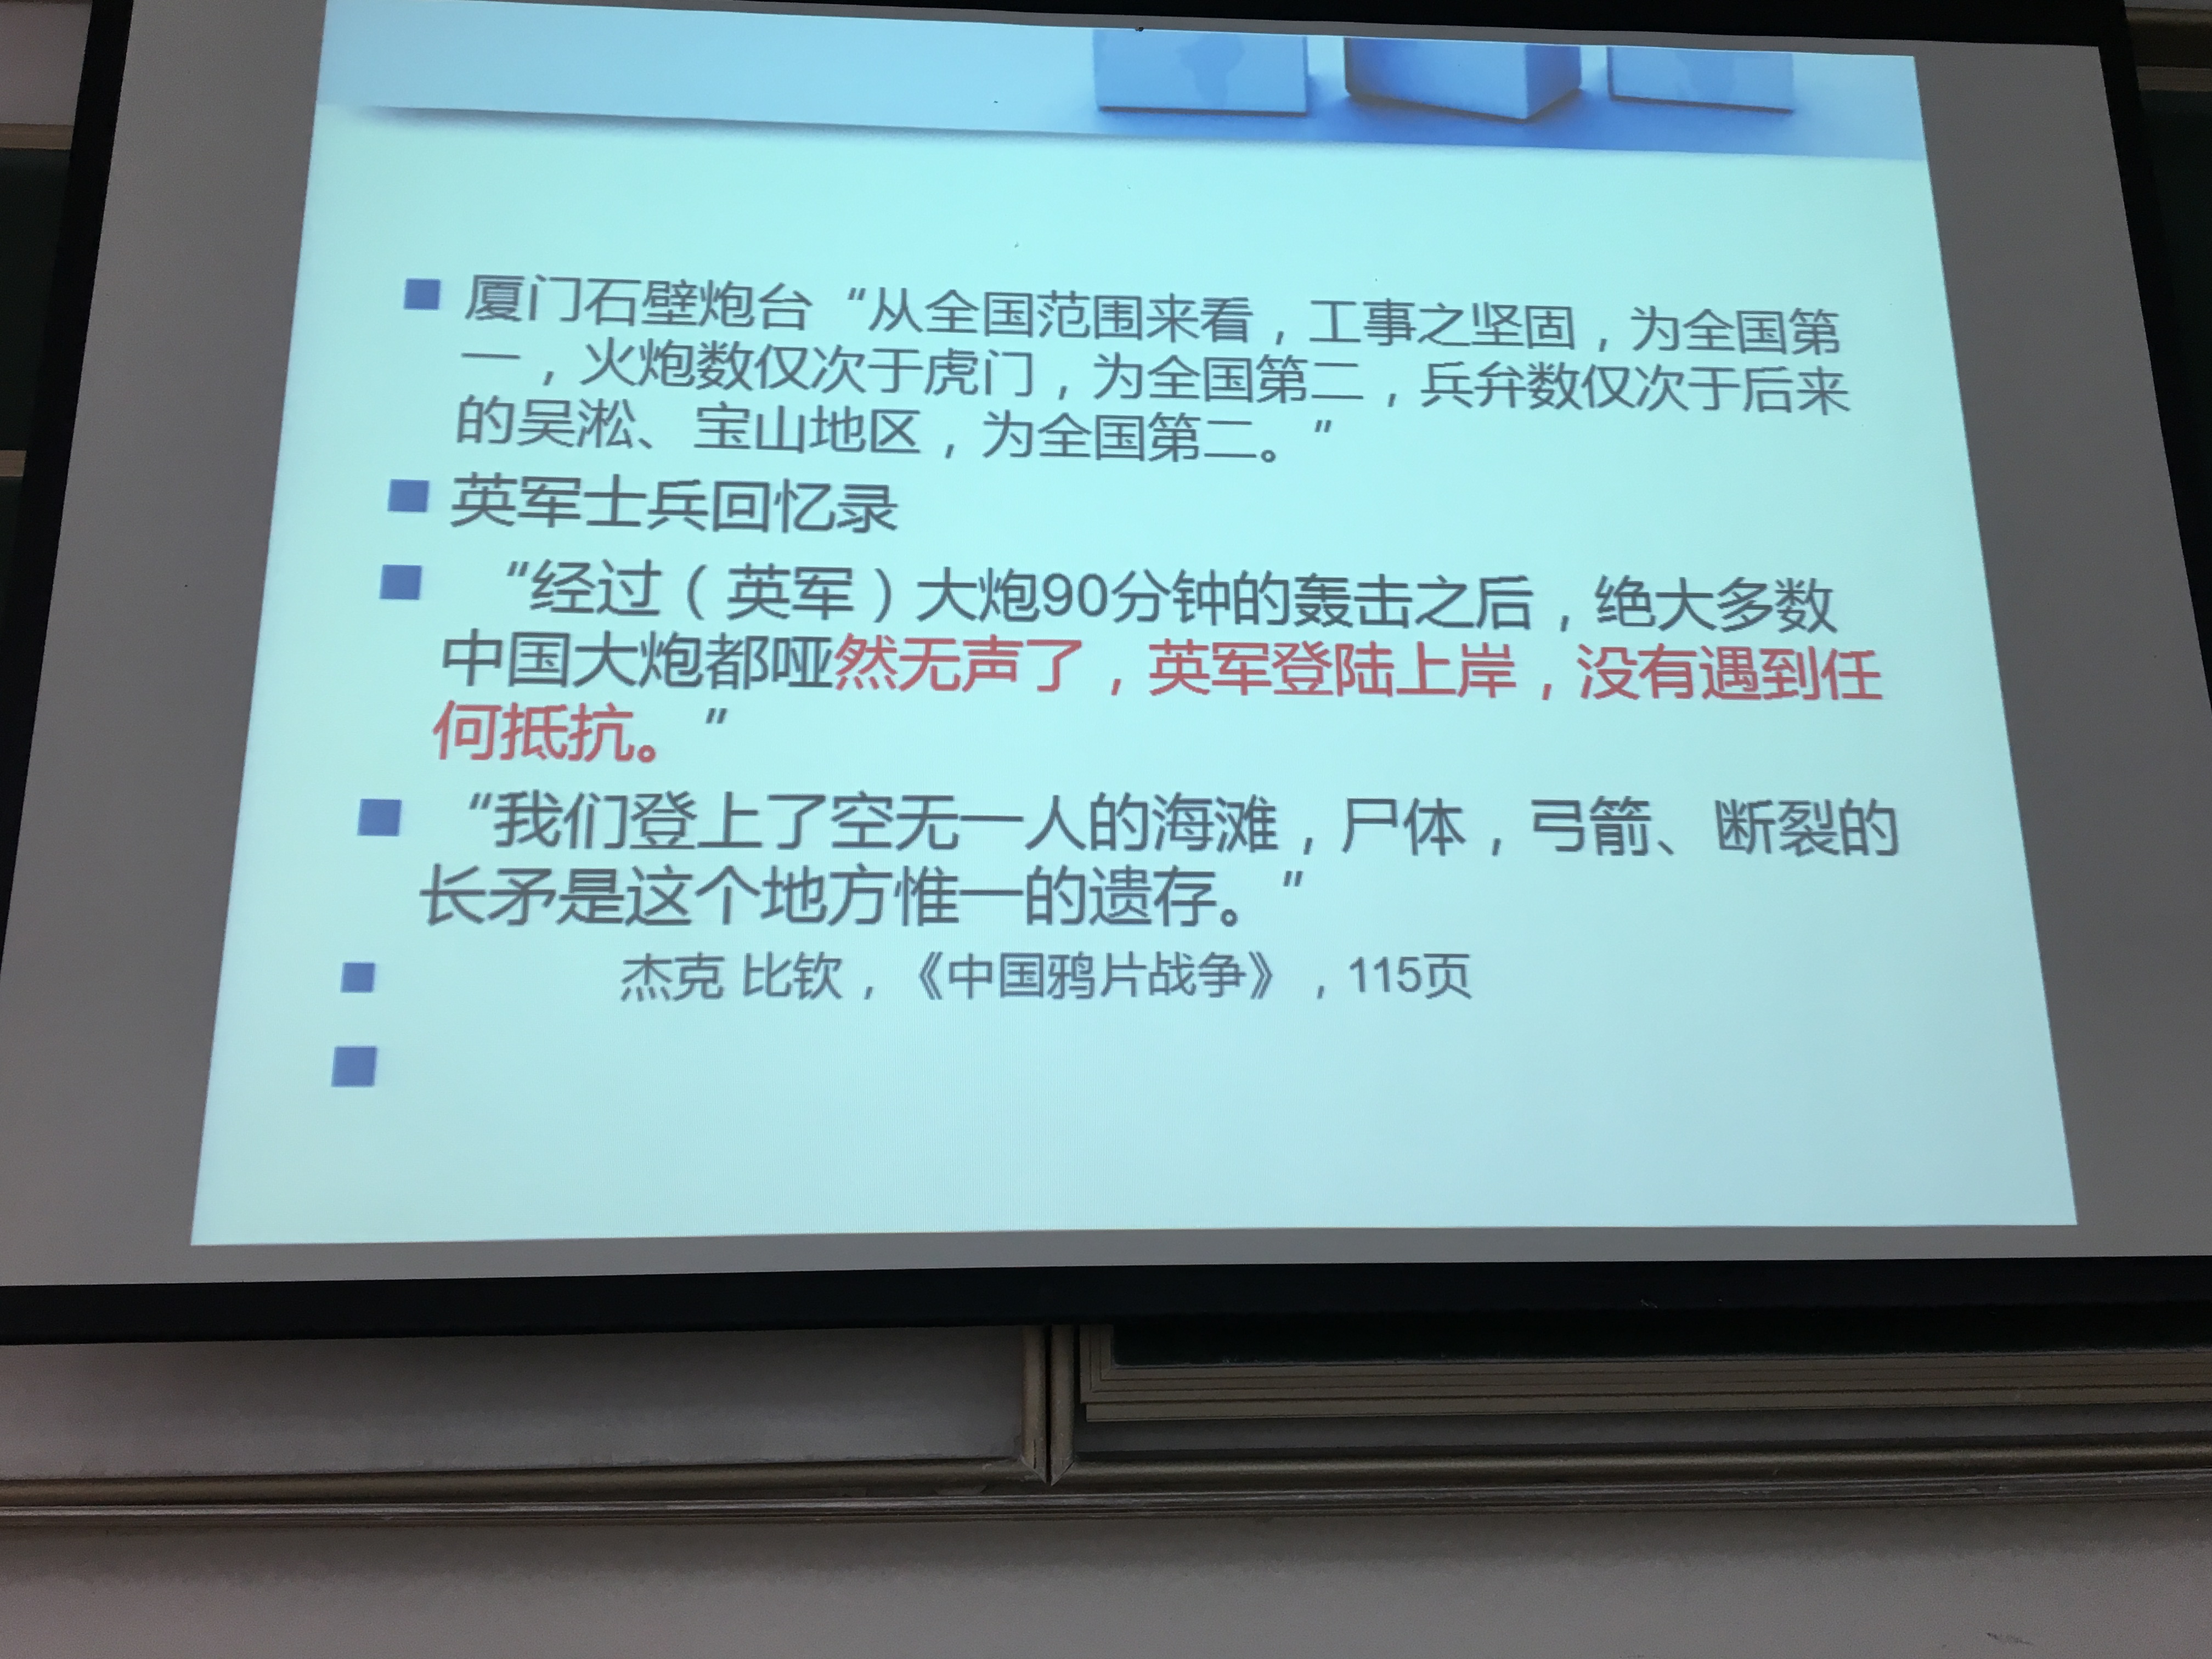 厦门石壁炮台“从全国范围来看，工事之坚固，为全国第
一，火炮数仅次于虎门，为全国第二，兵弁数仅次于后来
的吴淞、宝山地区，为全国第二。”
英军士兵回忆录
“经过（英军）大炮90分钟的轰击之后，绝大多数
中国大炮都哑然无声了，英军登陆上岸，没有遇到任
何抵抗。”
“我们登上了空无一人的海滩，尸体，弓箭、断裂的
长矛是这个地方惟一的遗存。”
杰克 比钦，《中国鸦片战争》，115页